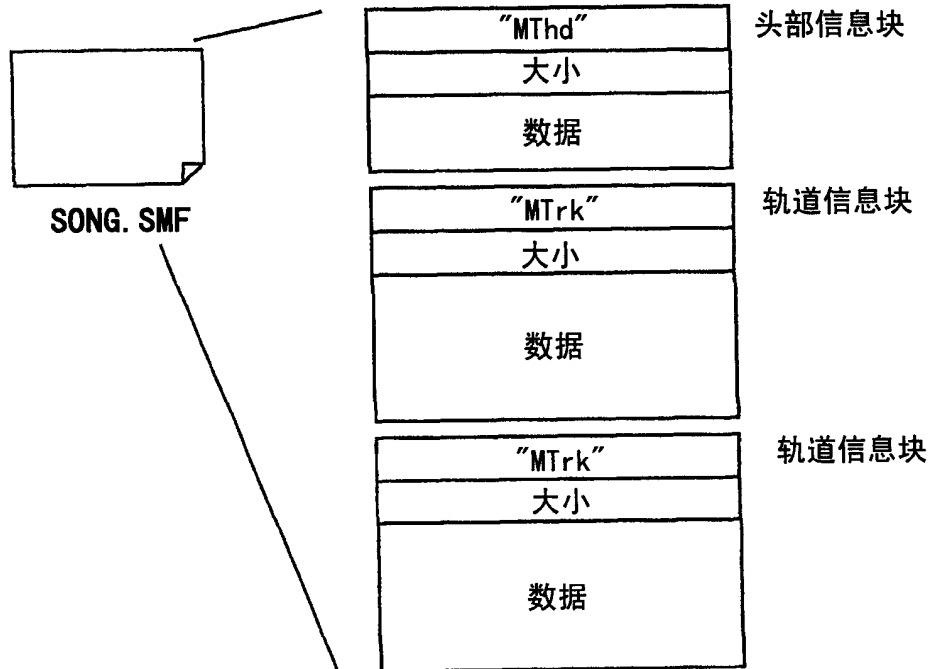 "MThd"
头部信息块
大小
数据
SONG. SMF
"MTrk"
轨道信息块
大小
数据
"MTrk"
轨道信息块
大小
数据